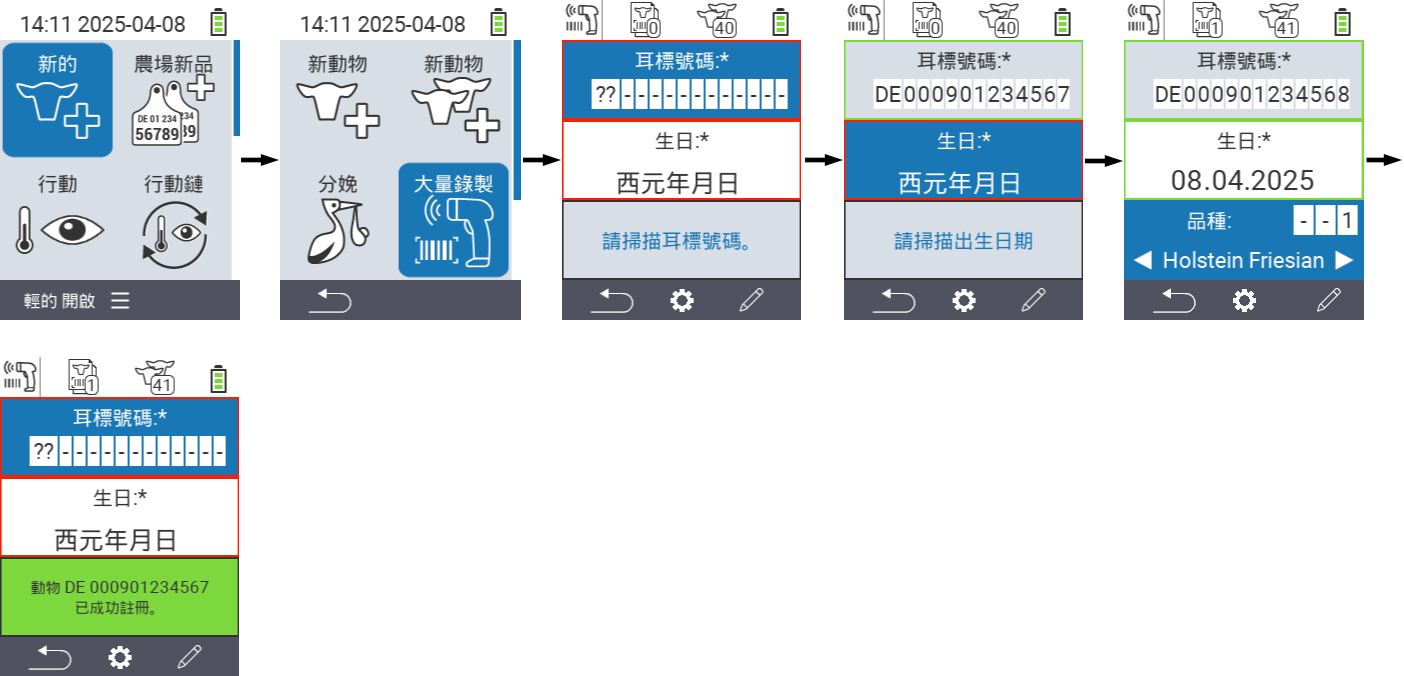 14:11 2025-04-08
新的
農場新品
DE 01 234
234
56789
89
行動
行動鏈
輕的 開啟
14:11 2025-04-08
新動物
新動物
分娩
大量錄製
0
40
耳標號碼:*
??------------
生日:*
西元年月日
請掃描耳標號碼。
0
40
耳標號碼:*
DE000901234567
生日:*
西元年月日
請掃描出生日期
1
41
耳標號碼:*
DE000901234568
生日:*
08.04.2025
品種:
--1
Holstein Friesian
1
41
耳標號碼:*
??------------
生日:*
西元年月日
動物 DE 000901234567
已成功註冊。